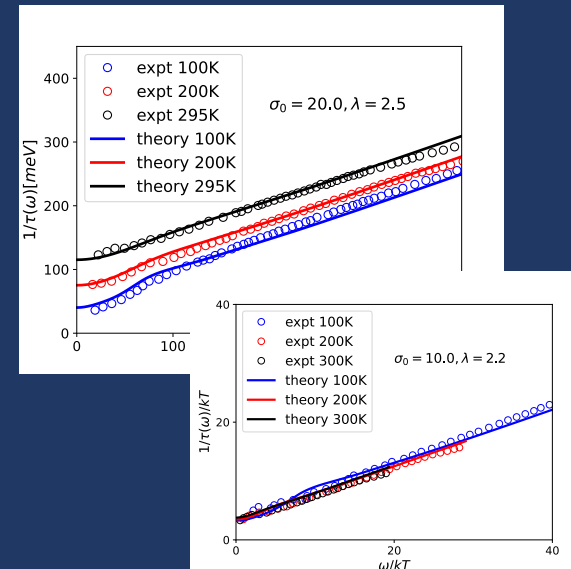 expt 100K
expt 200K
expt 295K
theory 100K
theory 200K
theory 295K
σ₀ = 20.0, λ = 2.5
1/τ(ω)[meV]
400
300
200
100
0
0 100
expt 100K
expt 200K
expt 300K
theory 100K
theory 200K
theory 300K
σ₀ = 10.0, λ = 2.2
1/τ(ω)/kT
40
20
0
0 20 40
ω/kT